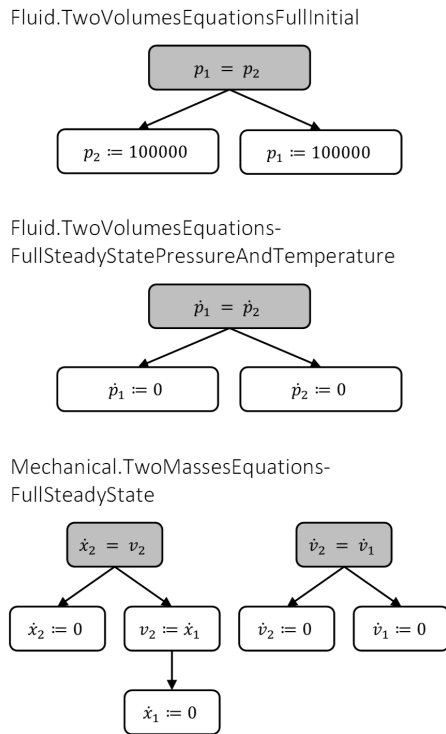 Fluid.TwoVolumesEquationsFullInitial
p₁ = p₂
p₂ ≔ 100000 p₁ ≔ 100000
Fluid.TwoVolumesEquations-
FullSteadyStatePressureAndTemperature
ṗ₁ = ṗ₂
ṗ₁ ≔ 0 ṗ₂ ≔ 0
Mechanical.TwoMassesEquations-
FullSteadyState
ẋ₂ = v₂ v̇₂ = v̇₁
ẋ₂ ≔ 0 v₂ ≔ ẋ₁ v̇₂ ≔ 0 v̇₁ ≔ 0
ẋ₁ ≔ 0